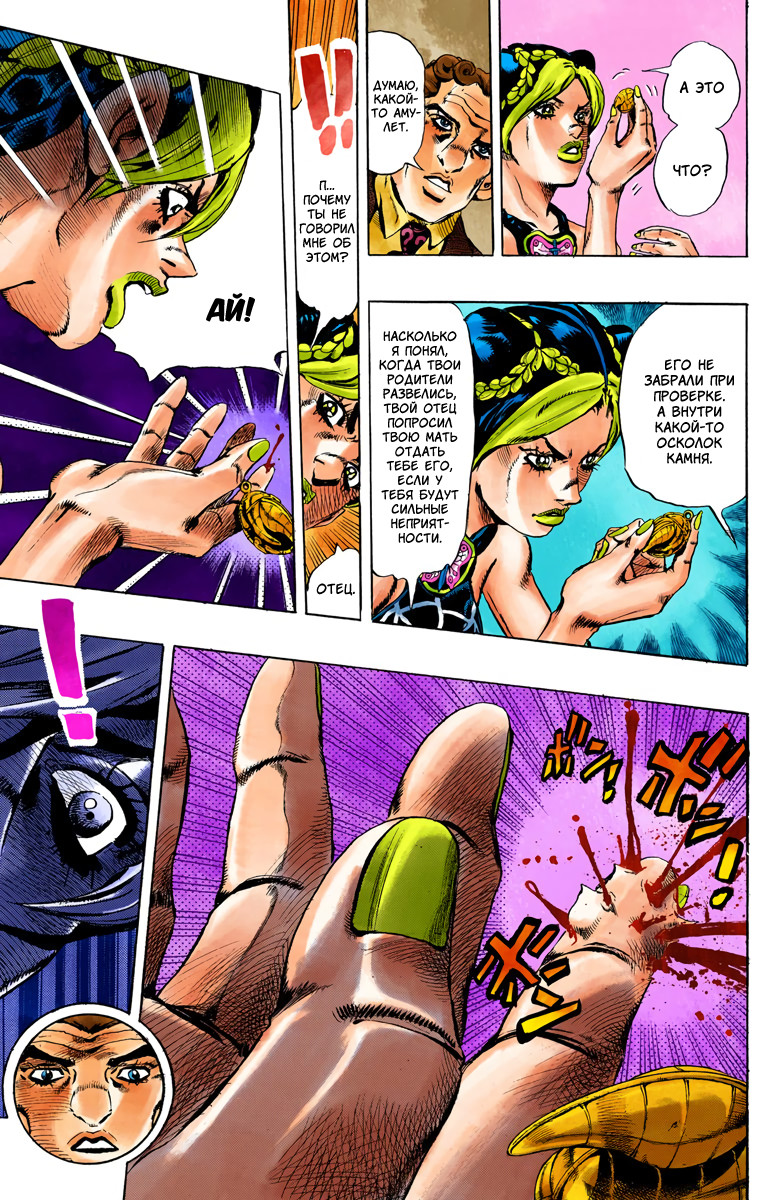 А ЭТО
ЧТО?
ДУМАЮ,
КАКОЙ-
ТО АМУ-
ЛЕТ.
ЕГО НЕ
ЗАБРАЛИ ПРИ
ПРОВЕРКЕ.
А ВНУТРИ
КАКОЙ-ТО
ОСКОЛОК
КАМНЯ.
НАСКОЛЬКО
Я ПОНЯЛ,
КОГДА ТВОИ
РОДИТЕЛИ
РАЗВЕЛИСЬ,
ТВОЙ ОТЕЦ
ПОПРОСИЛ
ТВОЮ МАТЬ
ОТДАТЬ
ТЕБЕ ЕГО,
ЕСЛИ У
ТЕБЯ БУДУТ
СИЛЬНЫЕ
НЕПРИЯТ-
НОСТИ.
!!
П...
ПОЧЕМУ
ТЫ НЕ
ГОВОРИЛ
МНЕ ОБ
ЭТОМ?
ОТЕЦ.
АЙ!
ボン!
ボン!
ボン
!